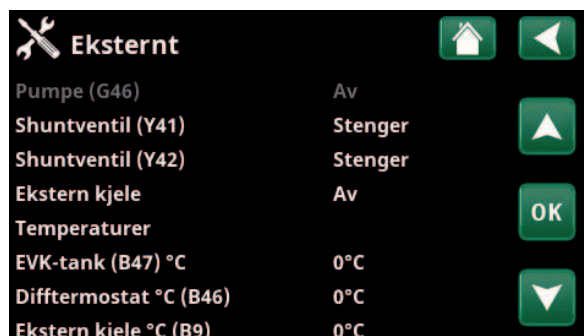 Eksternt
Pumpe (G46) Av
Shuntventil (Y41) Stenger
Shuntventil (Y42) Stenger
Ekstern kjele Av
Temperaturer
EVK-tank (B47) °C 0°C
Difftermostat °C (B46) 0°C
Ekstern kjele °C (B9) 0°C
OK